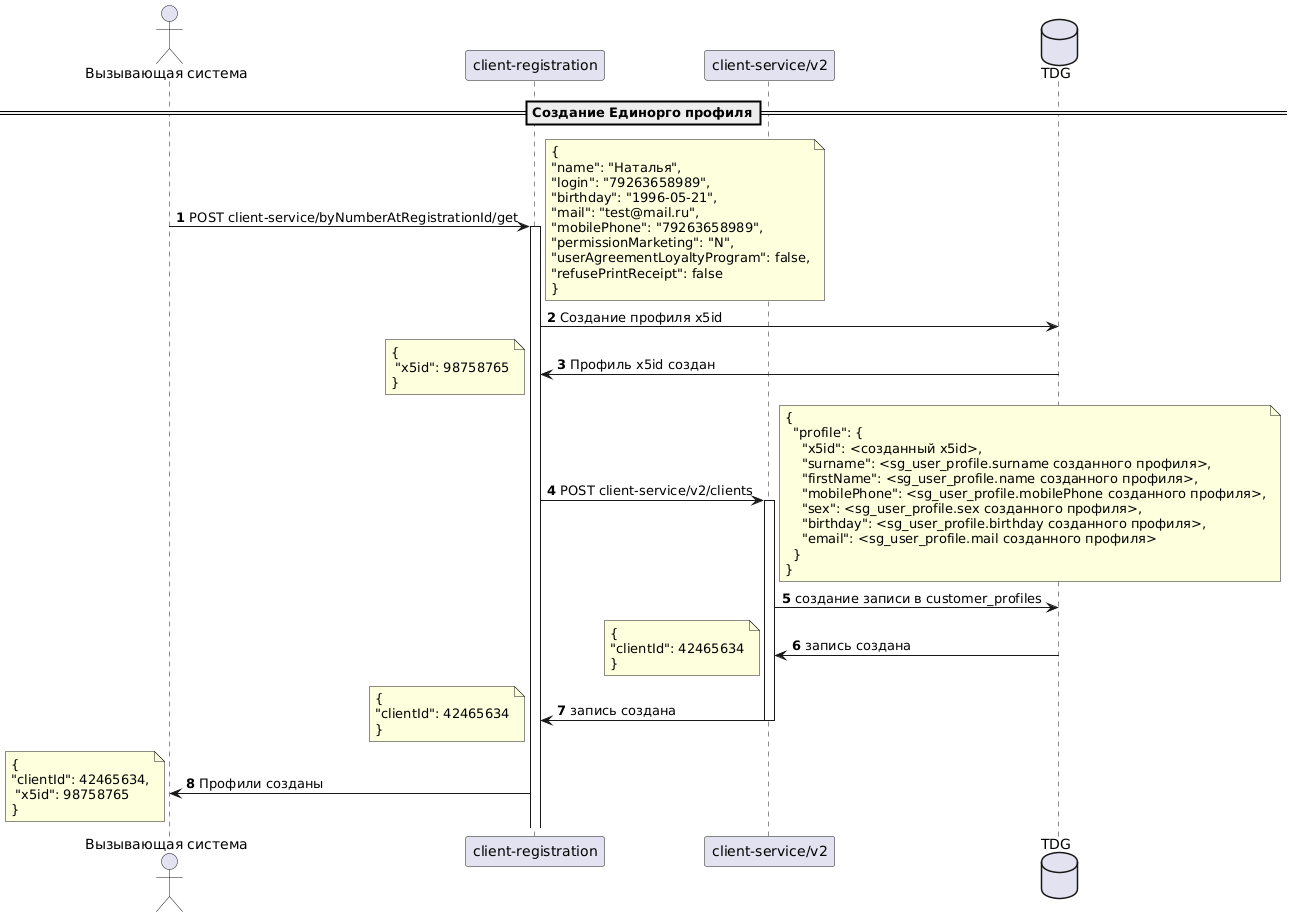 Вызывающая система
client-registration
client-service/v2
TDG
Создание Единорго профиля
{
"name": "Наталья",
"login": "79263658989",
"birthday": "1996-05-21",
"mail": "test@mail.ru",
"mobilePhone": "79263658989",
"permissionMarketing": "N",
"userAgreementLoyaltyProgram": false,
"refusePrintReceipt": false
}
1 POST client-service/byNumberAtRegistrationId/get
2 Создание профиля x5id
{
"x5id": 98758765
}
3 Профиль x5id создан
{
"profile": {
"x5id": <созданный x5id>,
"surname": <sg_user_profile.surname созданного профиля>,
"firstName": <sg_user_profile.name созданного профиля>,
"mobilePhone": <sg_user_profile.mobilePhone созданного профиля>,
"sex": <sg_user_profile.sex созданного профиля>,
"birthday": <sg_user_profile.birthday созданного профиля>,
"email": <sg_user_profile.mail созданного профиля>
}
}
4 POST client-service/v2/clients
5 создание записи в customer_profiles
{
"clientId": 42465634
}
6 запись создана
{
"clientId": 42465634
}
7 запись создана
{
"clientId": 42465634,
"x5id": 98758765
}
8 Профили созданы
Вызывающая система
client-registration
client-service/v2
TDG